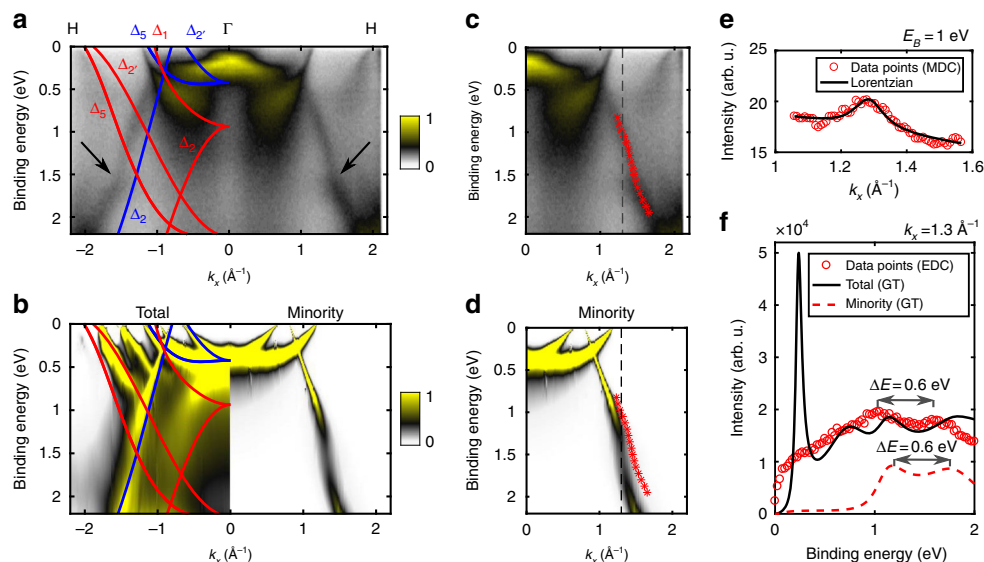 a
H Δ5 Δ1 Δ2′ Γ H
Δ2′
Δ5
Δ2
Δ2
0
0.5
1
1.5
2
Binding energy (eV)
1
0
−2 −1 0 1 2
kx (Å−1)
b
Total Minority
0
0.5
1
1.5
2
Binding energy (eV)
1
0
−2 −1 0 1 2
kx (Å−1)
c
0
0.5
1
1.5
2
Binding energy (eV)
0 1 2
kx (Å−1)
d
Minority
0
0.5
1
1.5
2
Binding energy (eV)
0 1 2
kx (Å−1)
e
EB = 1 eV
Data points (MDC)
Lorentzian
25
20
15
Intensity (arb. u.)
1 1.2 1.4 1.6
kx (Å−1)
f
kx = 1.3 Å−1
×10⁴
Data points (EDC)
Total (GT)
Minority (GT)
ΔE = 0.6 eV
ΔE = 0.6 eV
5
4
3
2
1
0
Intensity (arb. u.)
0 1 2
Binding energy (eV)